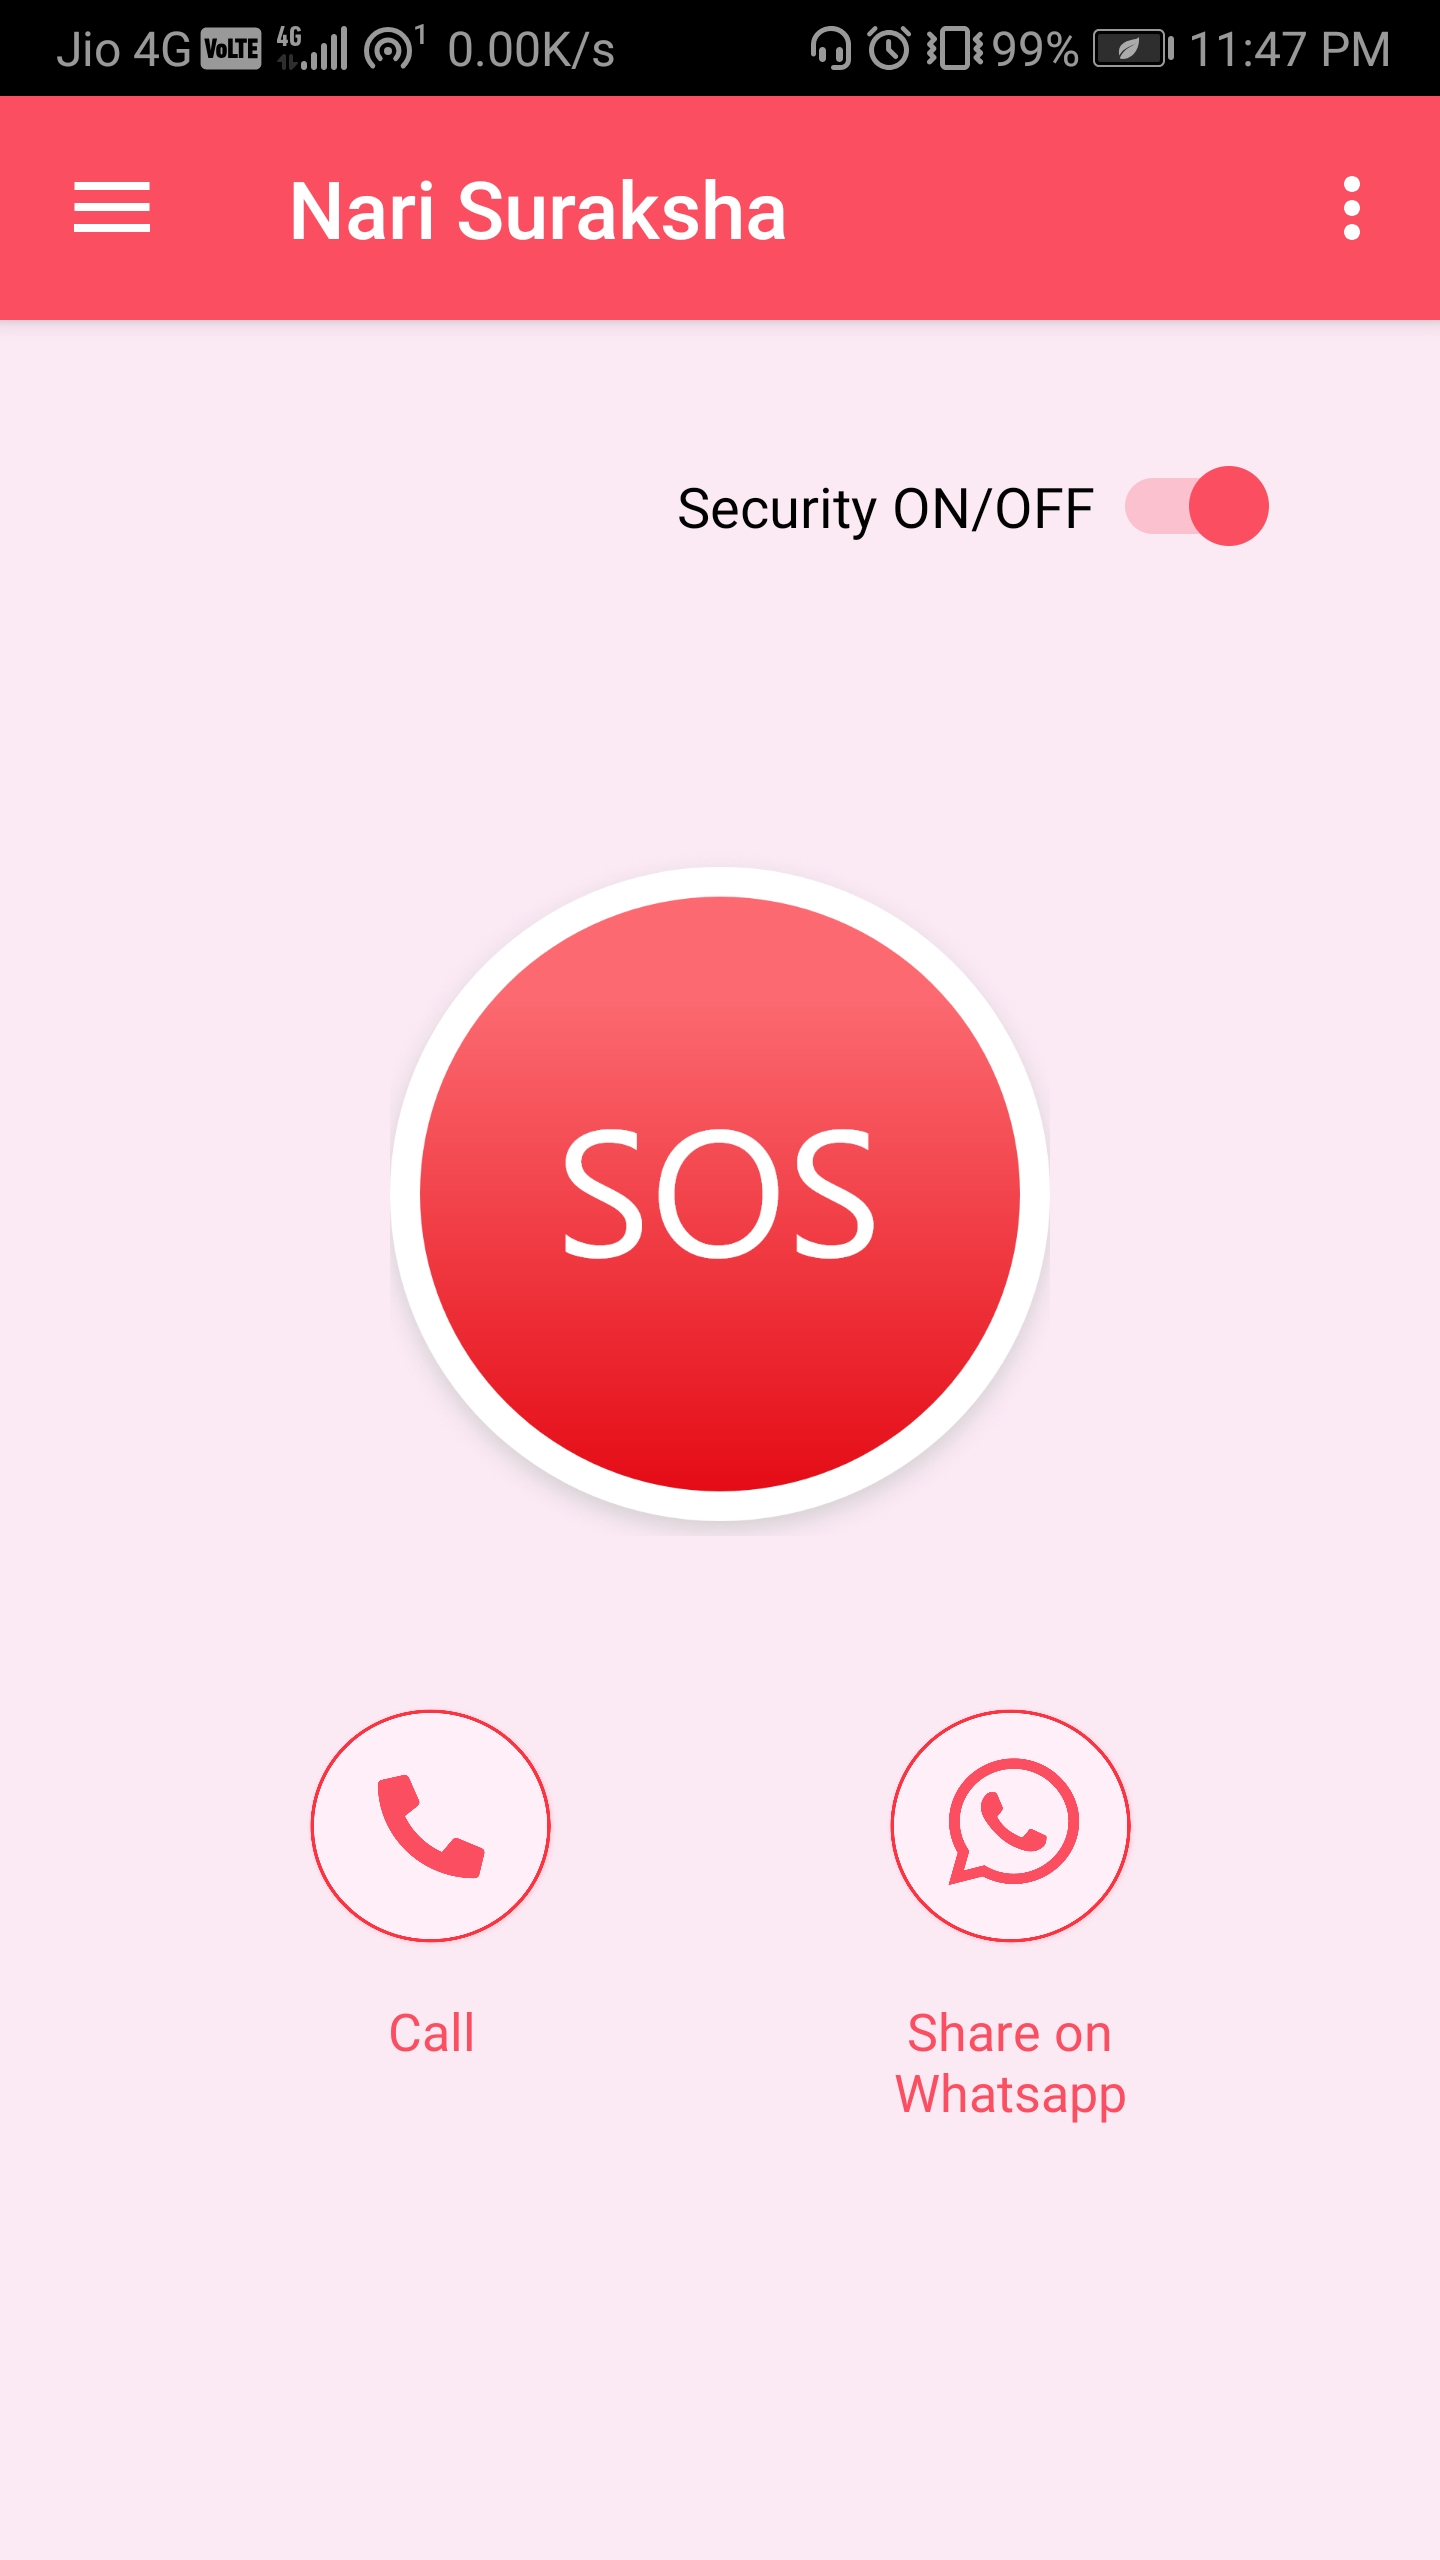 Jio 4G VoLTE 4G 1 0.00K/s 99% 11:47 PM
Nari Suraksha
Security ON/OFF
SOS
Call
Share on
Whatsapp